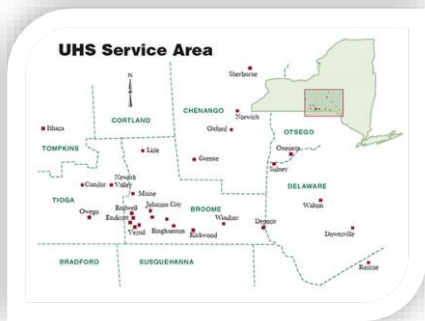 UHS Service Area
N
Sherburne
CHENANGO
Norwich
CORTLAND
Ithaca
Oxford
OTSEGO
TOMPKINS
Lisle
Oneonta
Greene
Sidney
Newark
Valley
Candor
DELAWARE
Maine
TIOGA
Walton
Endwell
Johnson City
BROOME
Owego
Endicott
Windsor
Deposit
Vestal
Binghamton
Kirkwood
Downsville
BRADFORD
SUSQUEHANNA
Roscoe